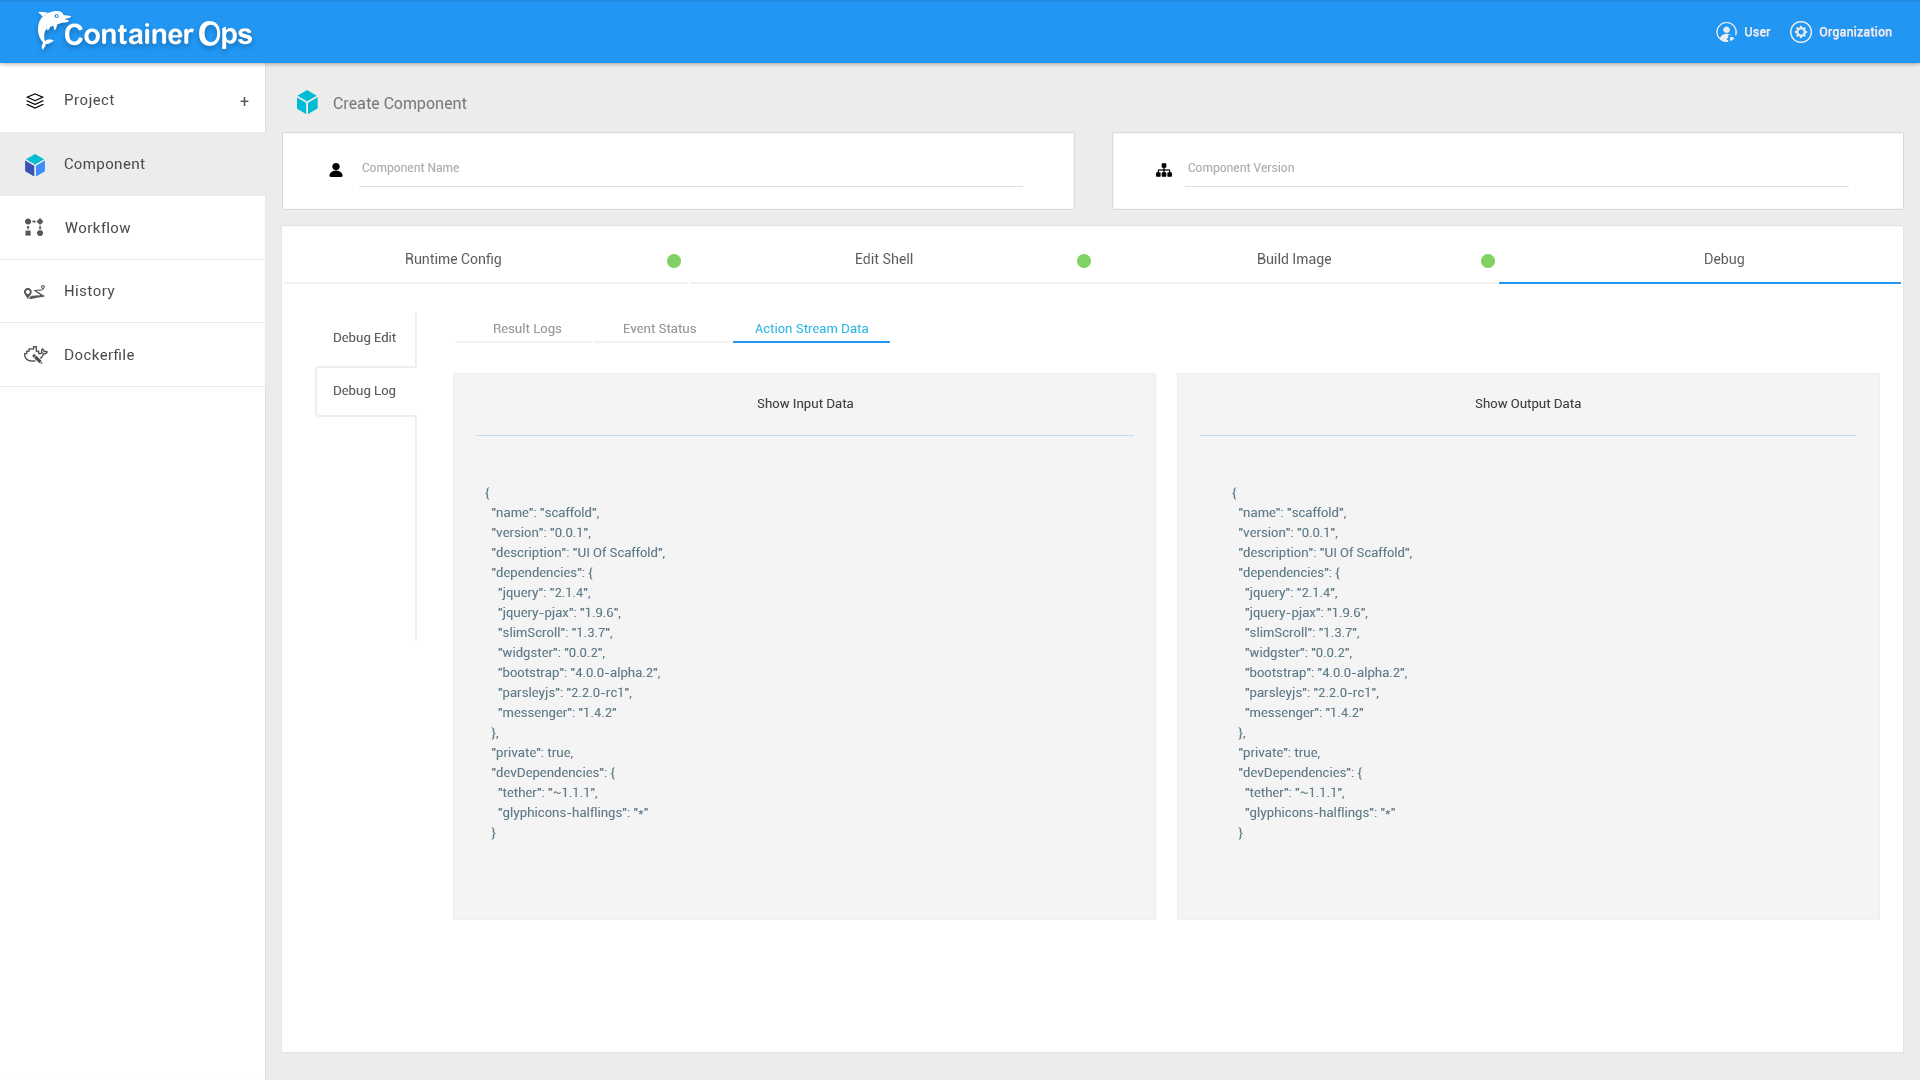 Container Ops
User
Organization
Project +
Component
Workflow
History
Dockerfile
Create Component
Component Name
Component Version
Runtime Config
Edit Shell
Build Image
Debug
Debug Edit
Debug Log
Result Logs
Event Status
Action Stream Data
Show Input Data
{
"name": "scaffold",
"version": "0.0.1",
"description": "UI Of Scaffold",
"dependencies": {
"jquery": "2.1.4",
"jquery-pjax": "1.9.6",
"slimScroll": "1.3.7",
"widgster": "0.0.2",
"bootstrap": "4.0.0-alpha.2",
"parsleyjs": "2.2.0-rc1",
"messenger": "1.4.2"
},
"private": true,
"devDependencies": {
"tether": "~1.1.1",
"glyphicons-halflings": "*"
}
Show Output Data
{
"name": "scaffold",
"version": "0.0.1",
"description": "UI Of Scaffold",
"dependencies": {
"jquery": "2.1.4",
"jquery-pjax": "1.9.6",
"slimScroll": "1.3.7",
"widgster": "0.0.2",
"bootstrap": "4.0.0-alpha.2",
"parsleyjs": "2.2.0-rc1",
"messenger": "1.4.2"
},
"private": true,
"devDependencies": {
"tether": "~1.1.1",
"glyphicons-halflings": "*"
}